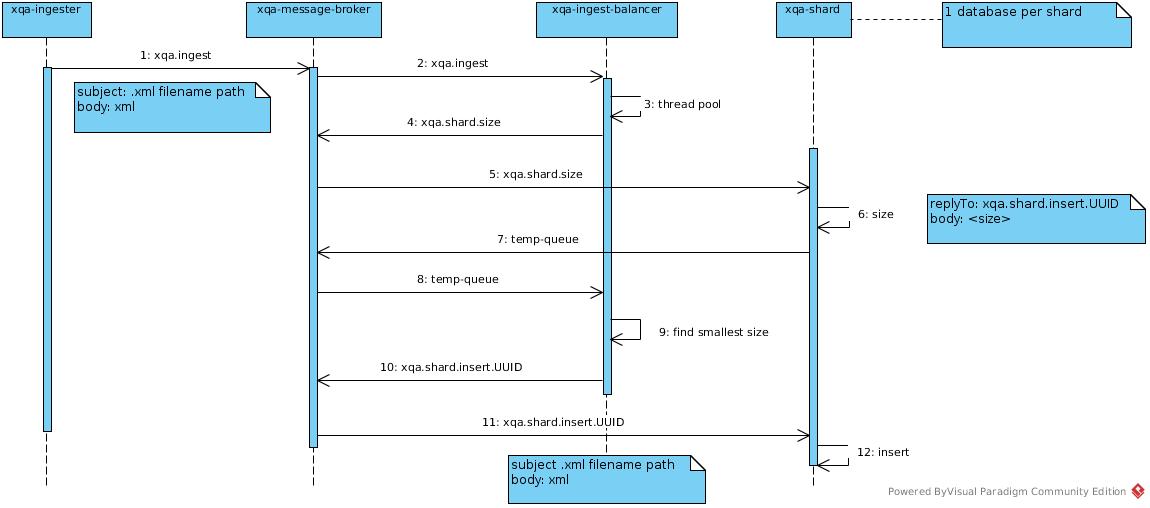 xqa-ingester
xqa-message-broker
xqa-ingest-balancer
xqa-shard
1 database per shard
1: xqa.ingest
2: xqa.ingest
subject: .xml filename path
body: xml
3: thread pool
4: xqa.shard.size
5: xqa.shard.size
replyTo: xqa.shard.insert.UUID
body: <size>
6: size
7: temp-queue
8: temp-queue
9: find smallest size
10: xqa.shard.insert.UUID
11: xqa.shard.insert.UUID
12: insert
subject .xml filename path
body: xml
Powered ByVisual Paradigm Community Edition